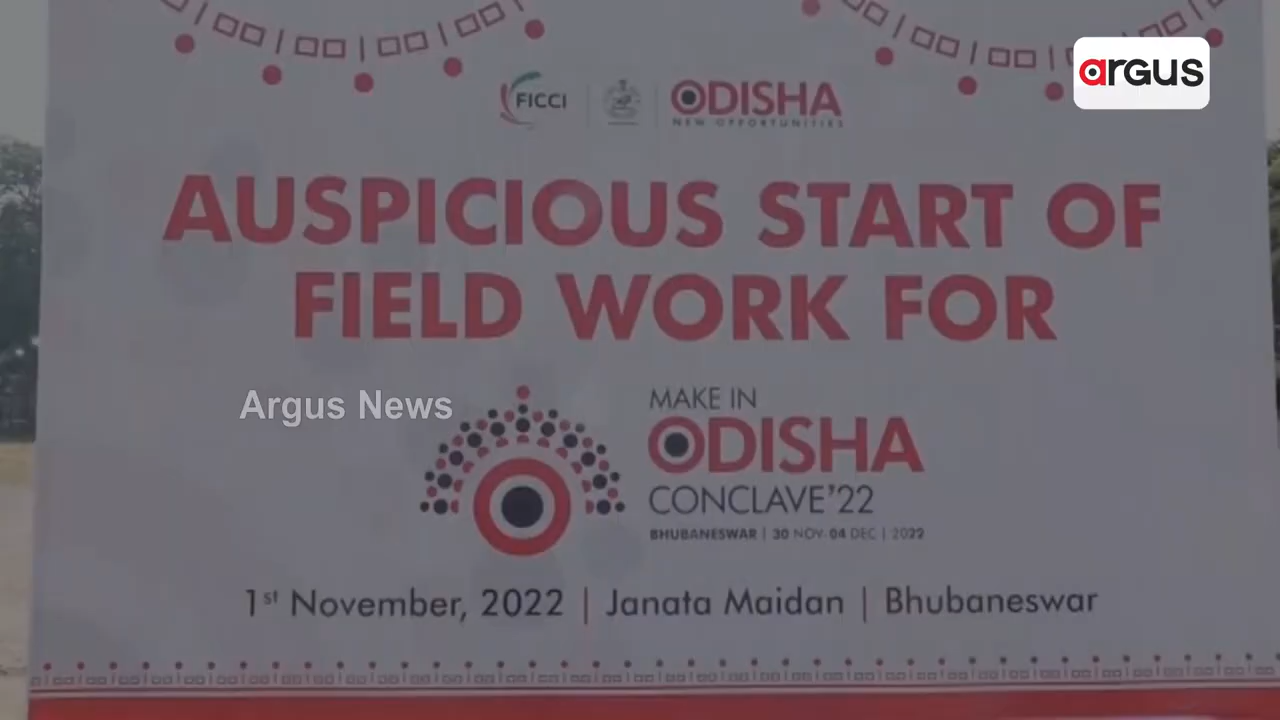 argus
FICCI
ODISHA
NEW OPPORTUNITIES
AUSPICIOUS START OF
FIELD WORK FOR
Argus News
MAKE IN
ODISHA
CONCLAVE'22
BHUBANESWAR | 30 NOV-04 DEC | 2022
1st November, 2022 | Janata Maidan | Bhubaneswar